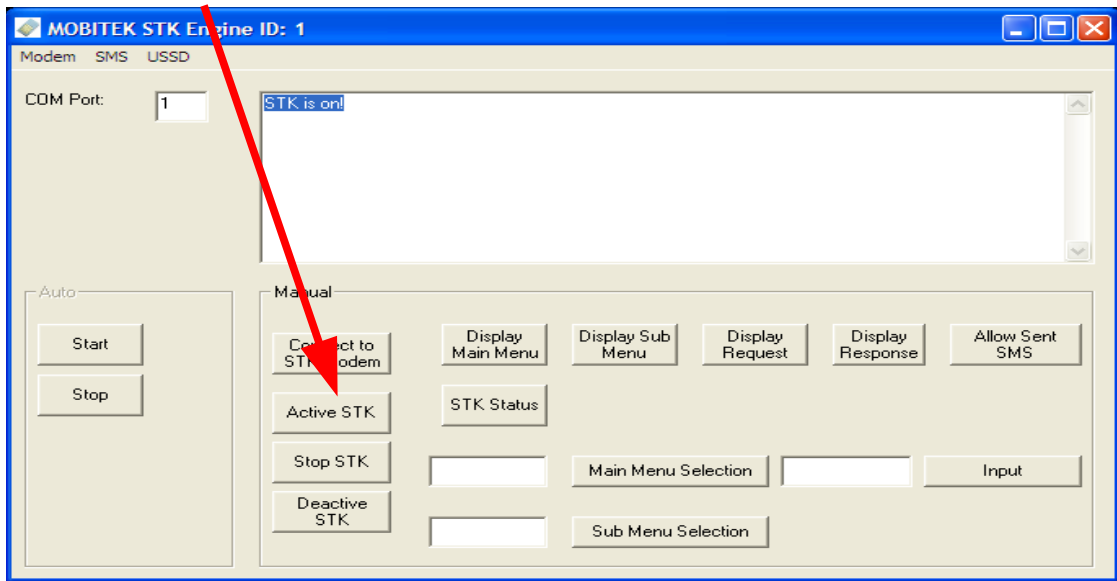 MOBITEK STK Engine ID: 1
Modem SMS USSD
COM Port: 1
STK is on!
Auto
Manual
Start
Stop
Connect to
STK Modem
Display
Main Menu
Display Sub
Menu
Display
Request
Display
Response
Allow Sent
SMS
Active STK
STK Status
Stop STK
Main Menu Selection
Input
Deactive
STK
Sub Menu Selection